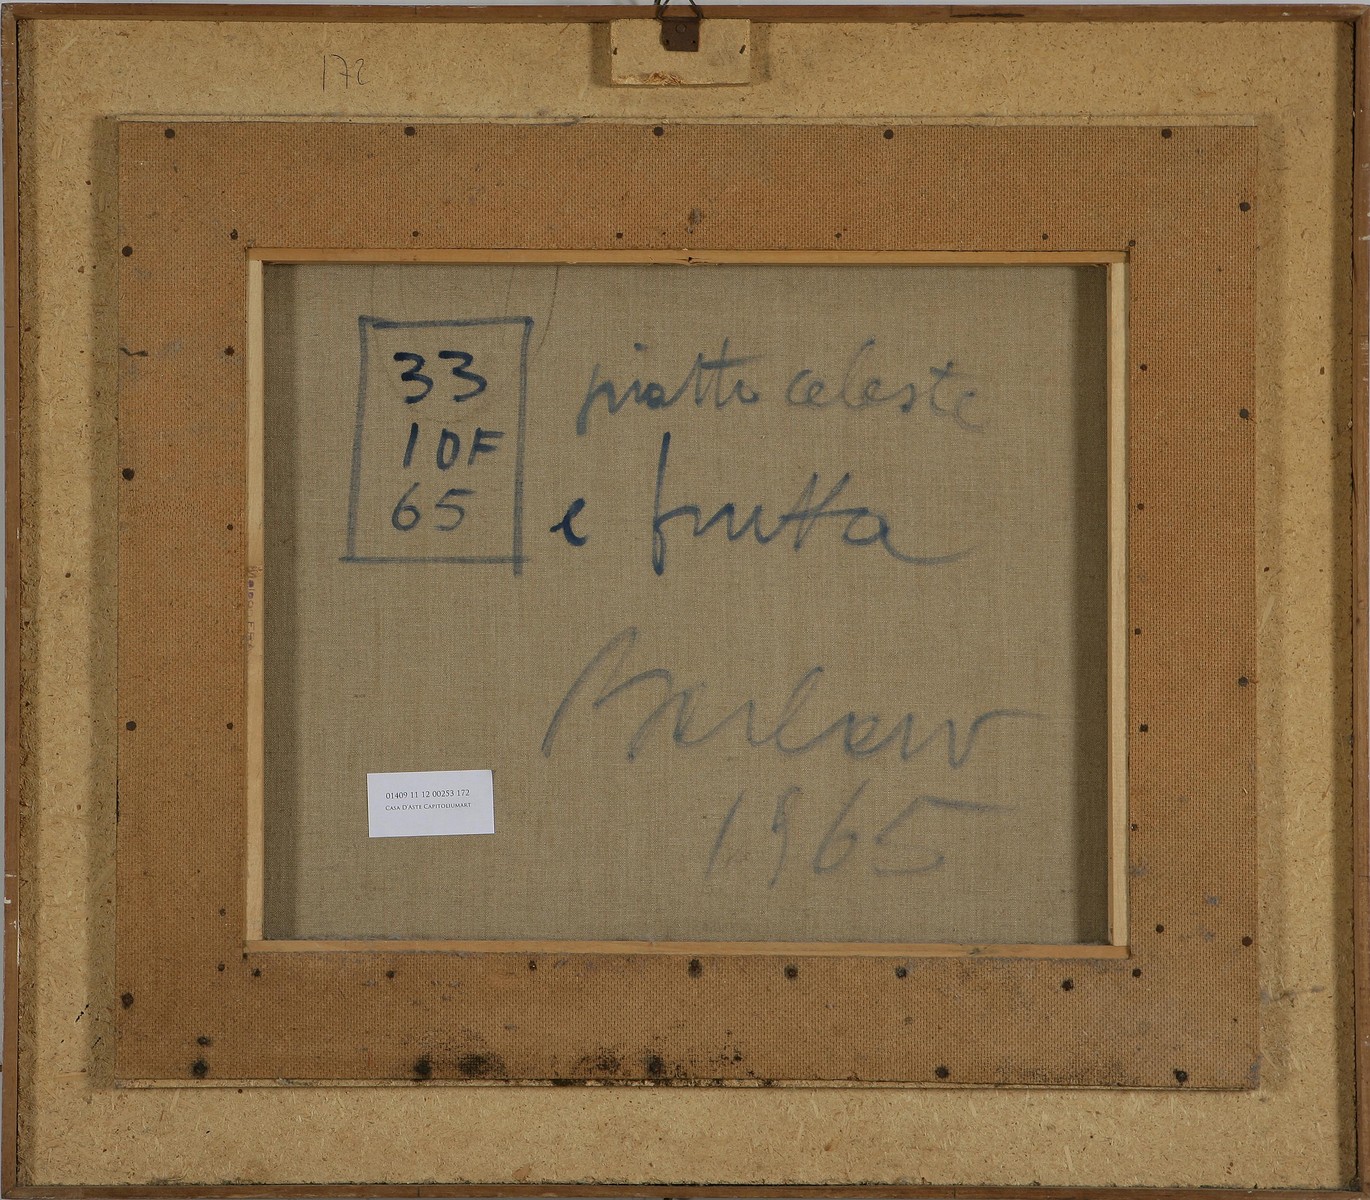 172
33
10F
65
piatto celeste
e frutta
1965
01409 11 12 00253 172
Casa D'Aste Capitoliumart